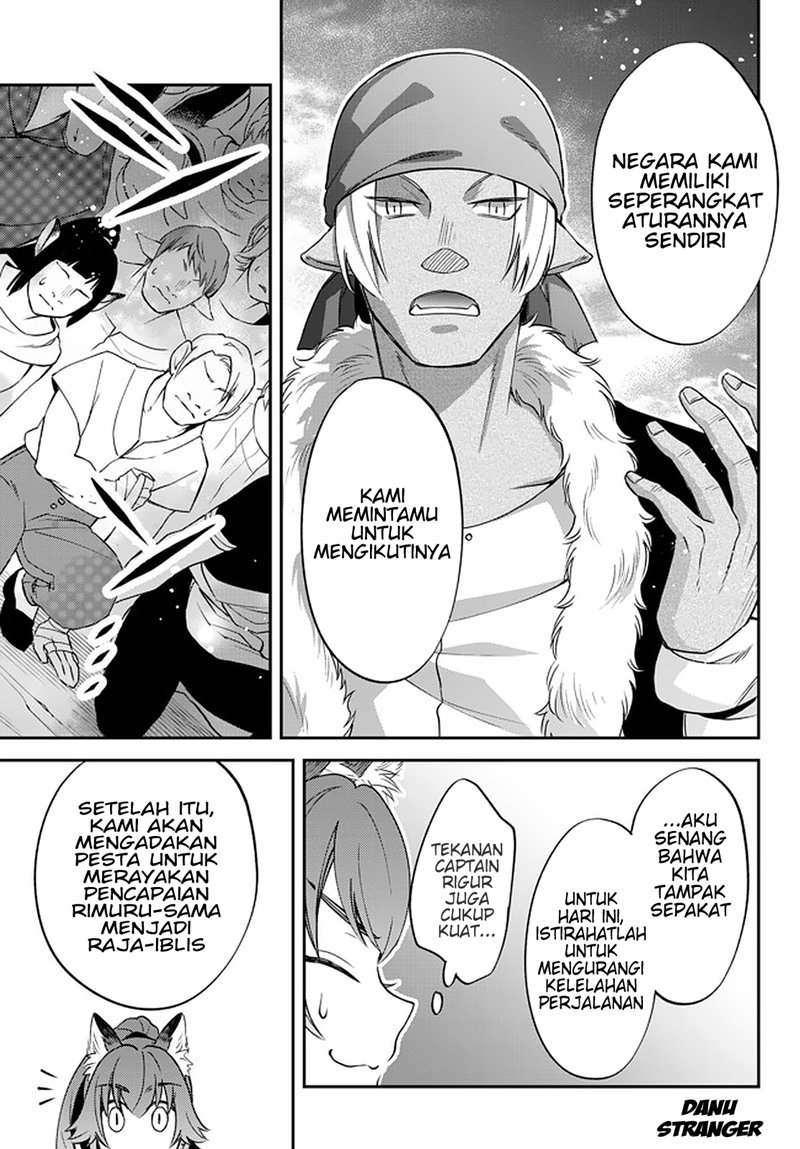 NEGARA KAMI
MEMILIKI
SEPERANGKAT
ATURANNYA
SENDIRI
KAMI
MEMINTAMU
UNTUK
MENGIKUTINYA
...AKU
SENANG
BAHWA
KITA
TAMPAK
SEPAKAT
UNTUK
HARI INI,
ISTIRAHATLAH
UNTUK
MENGURANGI
KELELAHAN
PERJALANAN
TEKANAN
CAPTAIN
RIGUR
JUGA
CUKUP
KUAT...
SETELAH ITU,
KAMI AKAN
MENGADAKAN
PESTA UNTUK
MERAYAKAN
PENCAPAIAN
RIMURU-SAMA
MENJADI
RAJA-IBLIS
DANU
STRANGER